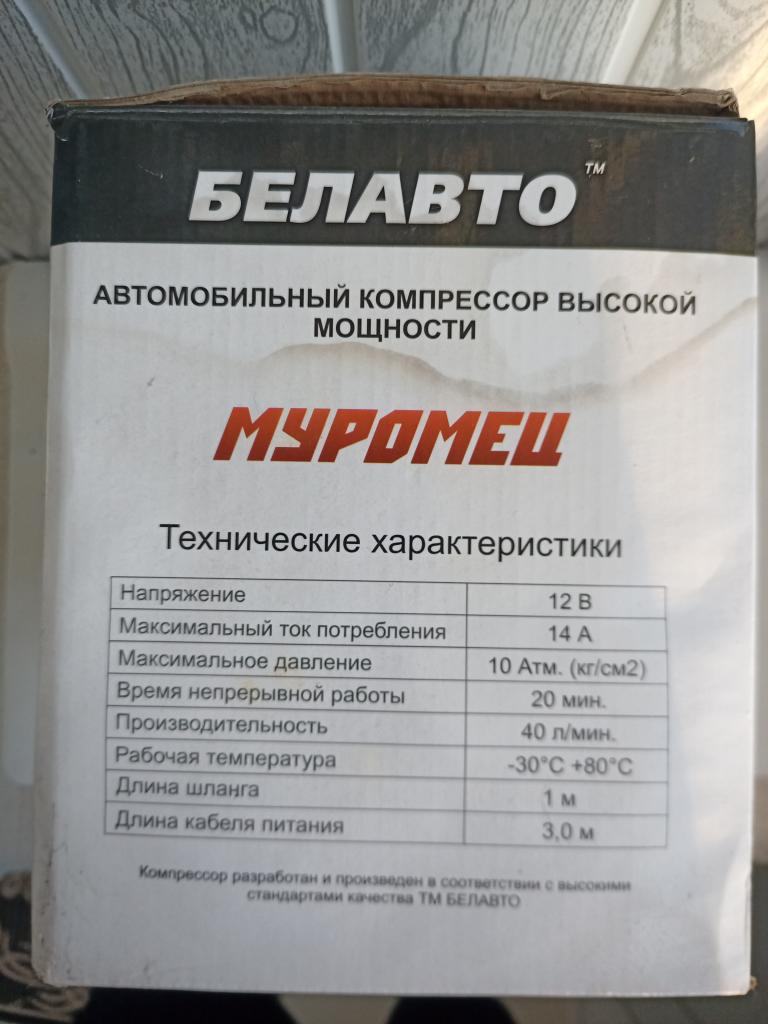 БЕЛАВТО™
АВТОМОБИЛЬНЫЙ КОМПРЕССОР ВЫСОКОЙ
МОЩНОСТИ
МУРОМЕЦ
Технические характеристики
Напряжение 12 В
Максимальный ток потребления 14 А
Максимальное давление 10 Атм. (кг/см2)
Время непрерывной работы 20 мин.
Производительность 40 л/мин.
Рабочая температура -30°С +80°С
Длина шланга 1 м
Длина кабеля питания 3,0 м
Компрессор разработан и произведен в соответствии с высокими
стандартами качества ТМ БЕЛАВТО